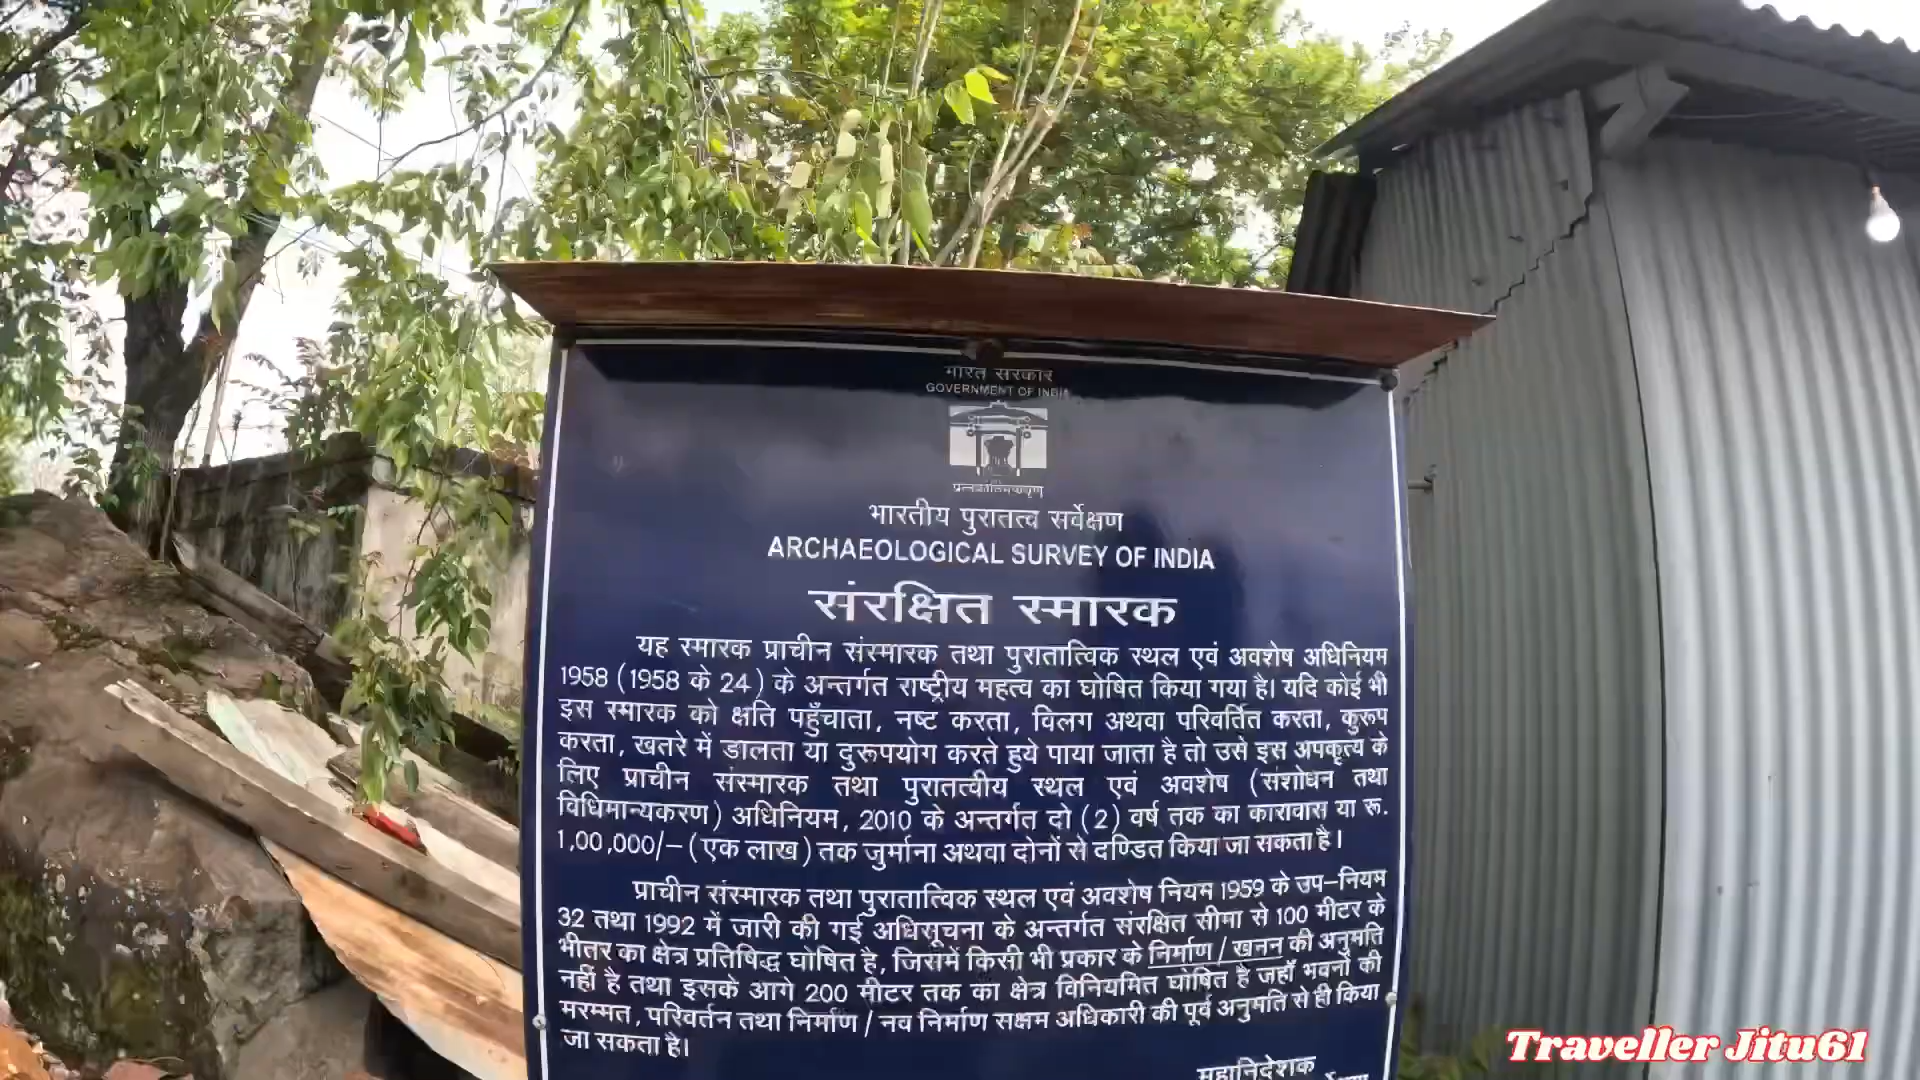 भारत सरकार
GOVERNMENT OF INDIA
भारतीय पुरातत्व सर्वेक्षण
ARCHAEOLOGICAL SURVEY OF INDIA
संरक्षित स्मारक
यह स्मारक प्राचीन संस्मारक तथा पुरातात्विक स्थल एवं अवशेष अधिनियम
1958 (1958 के 24) के अन्तर्गत राष्ट्रीय महत्व का घोषित किया गया है। यदि कोई भी
इस स्मारक को क्षति पहुँचाता, नष्ट करता, विलग अथवा परिवर्तित करता, कुरूप
करता, खतरे में डालता या दुरूपयोग करते हुये पाया जाता है तो उसे इस अपकृत्य के
लिए प्राचीन संस्मारक तथा पुरातत्वीय स्थल एवं अवशेष (संशोधन तथा
विधिमान्यकरण) अधिनियम, 2010 के अन्तर्गत दो (2) वर्ष तक का कारावास या रू.
1,00,000/- (एक लाख) तक जुर्माना अथवा दोनों से दण्डित किया जा सकता है।
प्राचीन संस्मारक तथा पुरातात्विक स्थल एवं अवशेष नियम 1959 के उप-नियम
32 तथा 1992 में जारी की गई अधिसूचना के अन्तर्गत संरक्षित सीमा से 100 मीटर के
भीतर का क्षेत्र प्रतिषिद्ध घोषित है, जिसमें किसी भी प्रकार के निर्माण / खनन की अनुमति
नहीं है तथा इसके आगे 200 मीटर तक का क्षेत्र विनियमित घोषित है जहाँ भवनों की
मरम्मत, परिवर्तन तथा निर्माण / नव निर्माण सक्षम अधिकारी की पूर्व अनुमति से ही किया
जा सकता है।
महानिदेशक
Traveller Jitu61